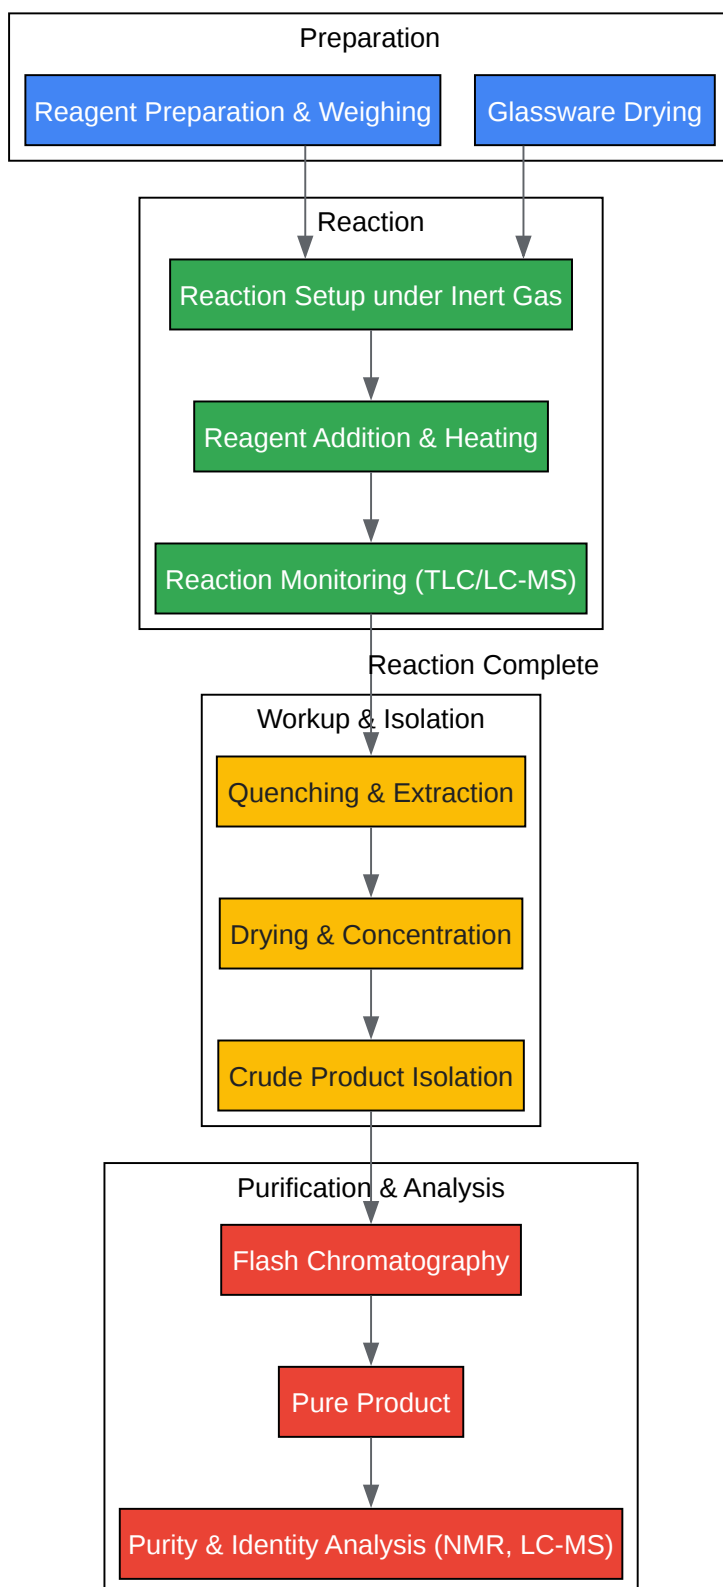 Preparation
Reagent Preparation & Weighing
Glassware Drying
Reaction
Reaction Setup under Inert Gas
Reagent Addition & Heating
Reaction Monitoring (TLC/LC-MS)
Reaction Complete
Workup & Isolation
Quenching & Extraction
Drying & Concentration
Crude Product Isolation
Purification & Analysis
Flash Chromatography
Pure Product
Purity & Identity Analysis (NMR, LC-MS)